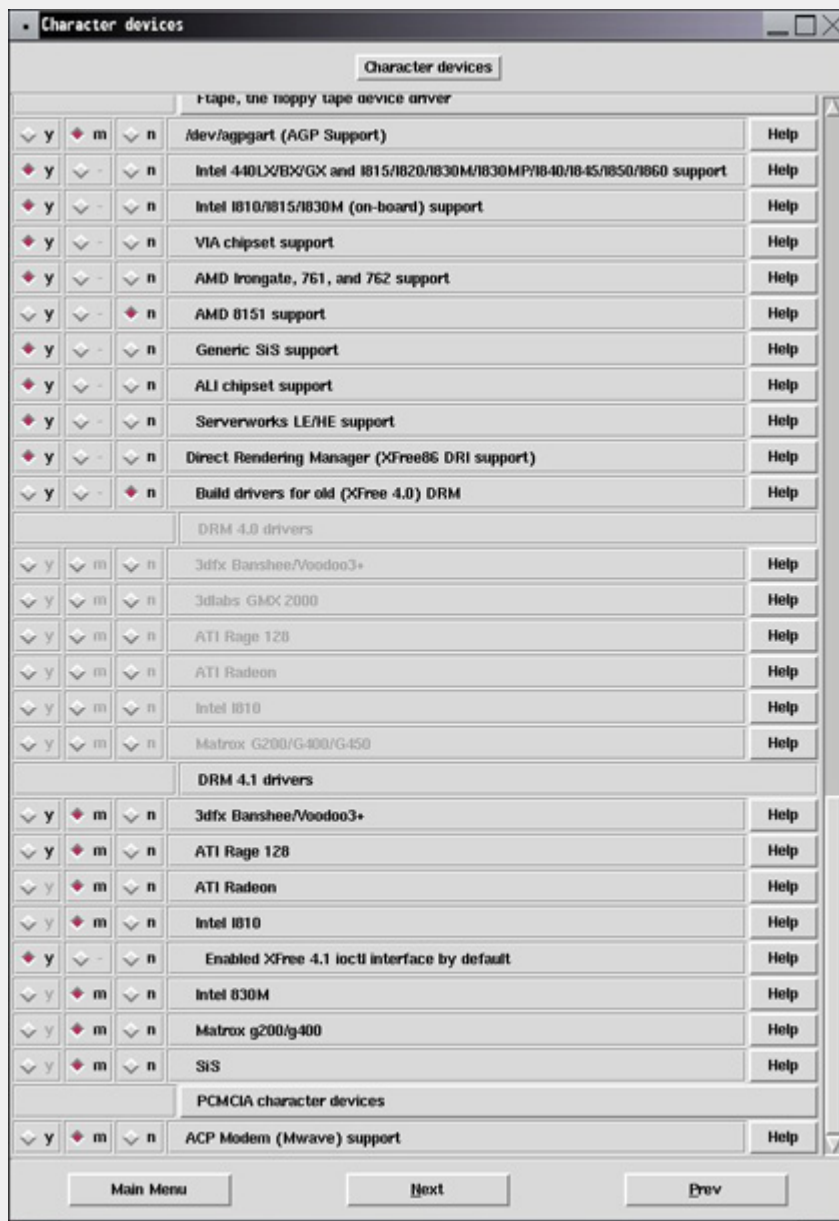 Character devices
Character devices
Ftape, the floppy tape device driver
y m n /dev/agpgart (AGP Support) Help
y - n Intel 440LX/BX/GX and I815/I820/I830M/I830MP/I840/I845/I850/I860 support Help
y - n Intel I810/I815/I830M (on-board) support Help
y - n VIA chipset support Help
y - n AMD Irongate, 761, and 762 support Help
y - n AMD 8151 support Help
y - n Generic SiS support Help
y - n ALI chipset support Help
y - n Serverworks LE/HE support Help
y - n Direct Rendering Manager (XFree86 DRI support) Help
y - n Build drivers for old (XFree 4.0) DRM Help
DRM 4.0 drivers
y m n 3dfx Banshee/Voodoo3+ Help
y m n 3dlabs GMX 2000 Help
y m n ATI Rage 128 Help
y m n ATI Radeon Help
y m n Intel I810 Help
y m n Matrox G200/G400/G450 Help
DRM 4.1 drivers
y m n 3dfx Banshee/Voodoo3+ Help
y m n ATI Rage 128 Help
y m n ATI Radeon Help
y m n Intel I810 Help
y - n Enabled XFree 4.1 ioctl interface by default Help
y m n Intel 830M Help
y m n Matrox g200/g400 Help
y m n SiS Help
PCMCIA character devices
y m n ACP Modem (Mwave) support Help
Main Menu Next Prev